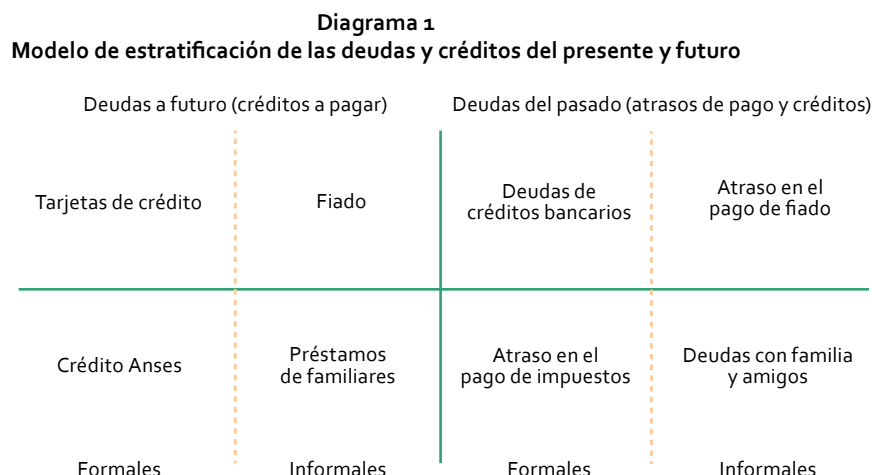 Diagrama 1
Modelo de estratificación de las deudas y créditos del presente y futuro
Deudas a futuro (créditos a pagar)
Deudas del pasado (atrasos de pago y créditos)
Tarjetas de crédito
Fiado
Deudas de
créditos bancarios
Atraso en el
pago de fiado
Crédito Anses
Préstamos
de familiares
Atraso en el
pago de impuestos
Deudas con familia
y amigos
Formales
Informales
Formales
Informales